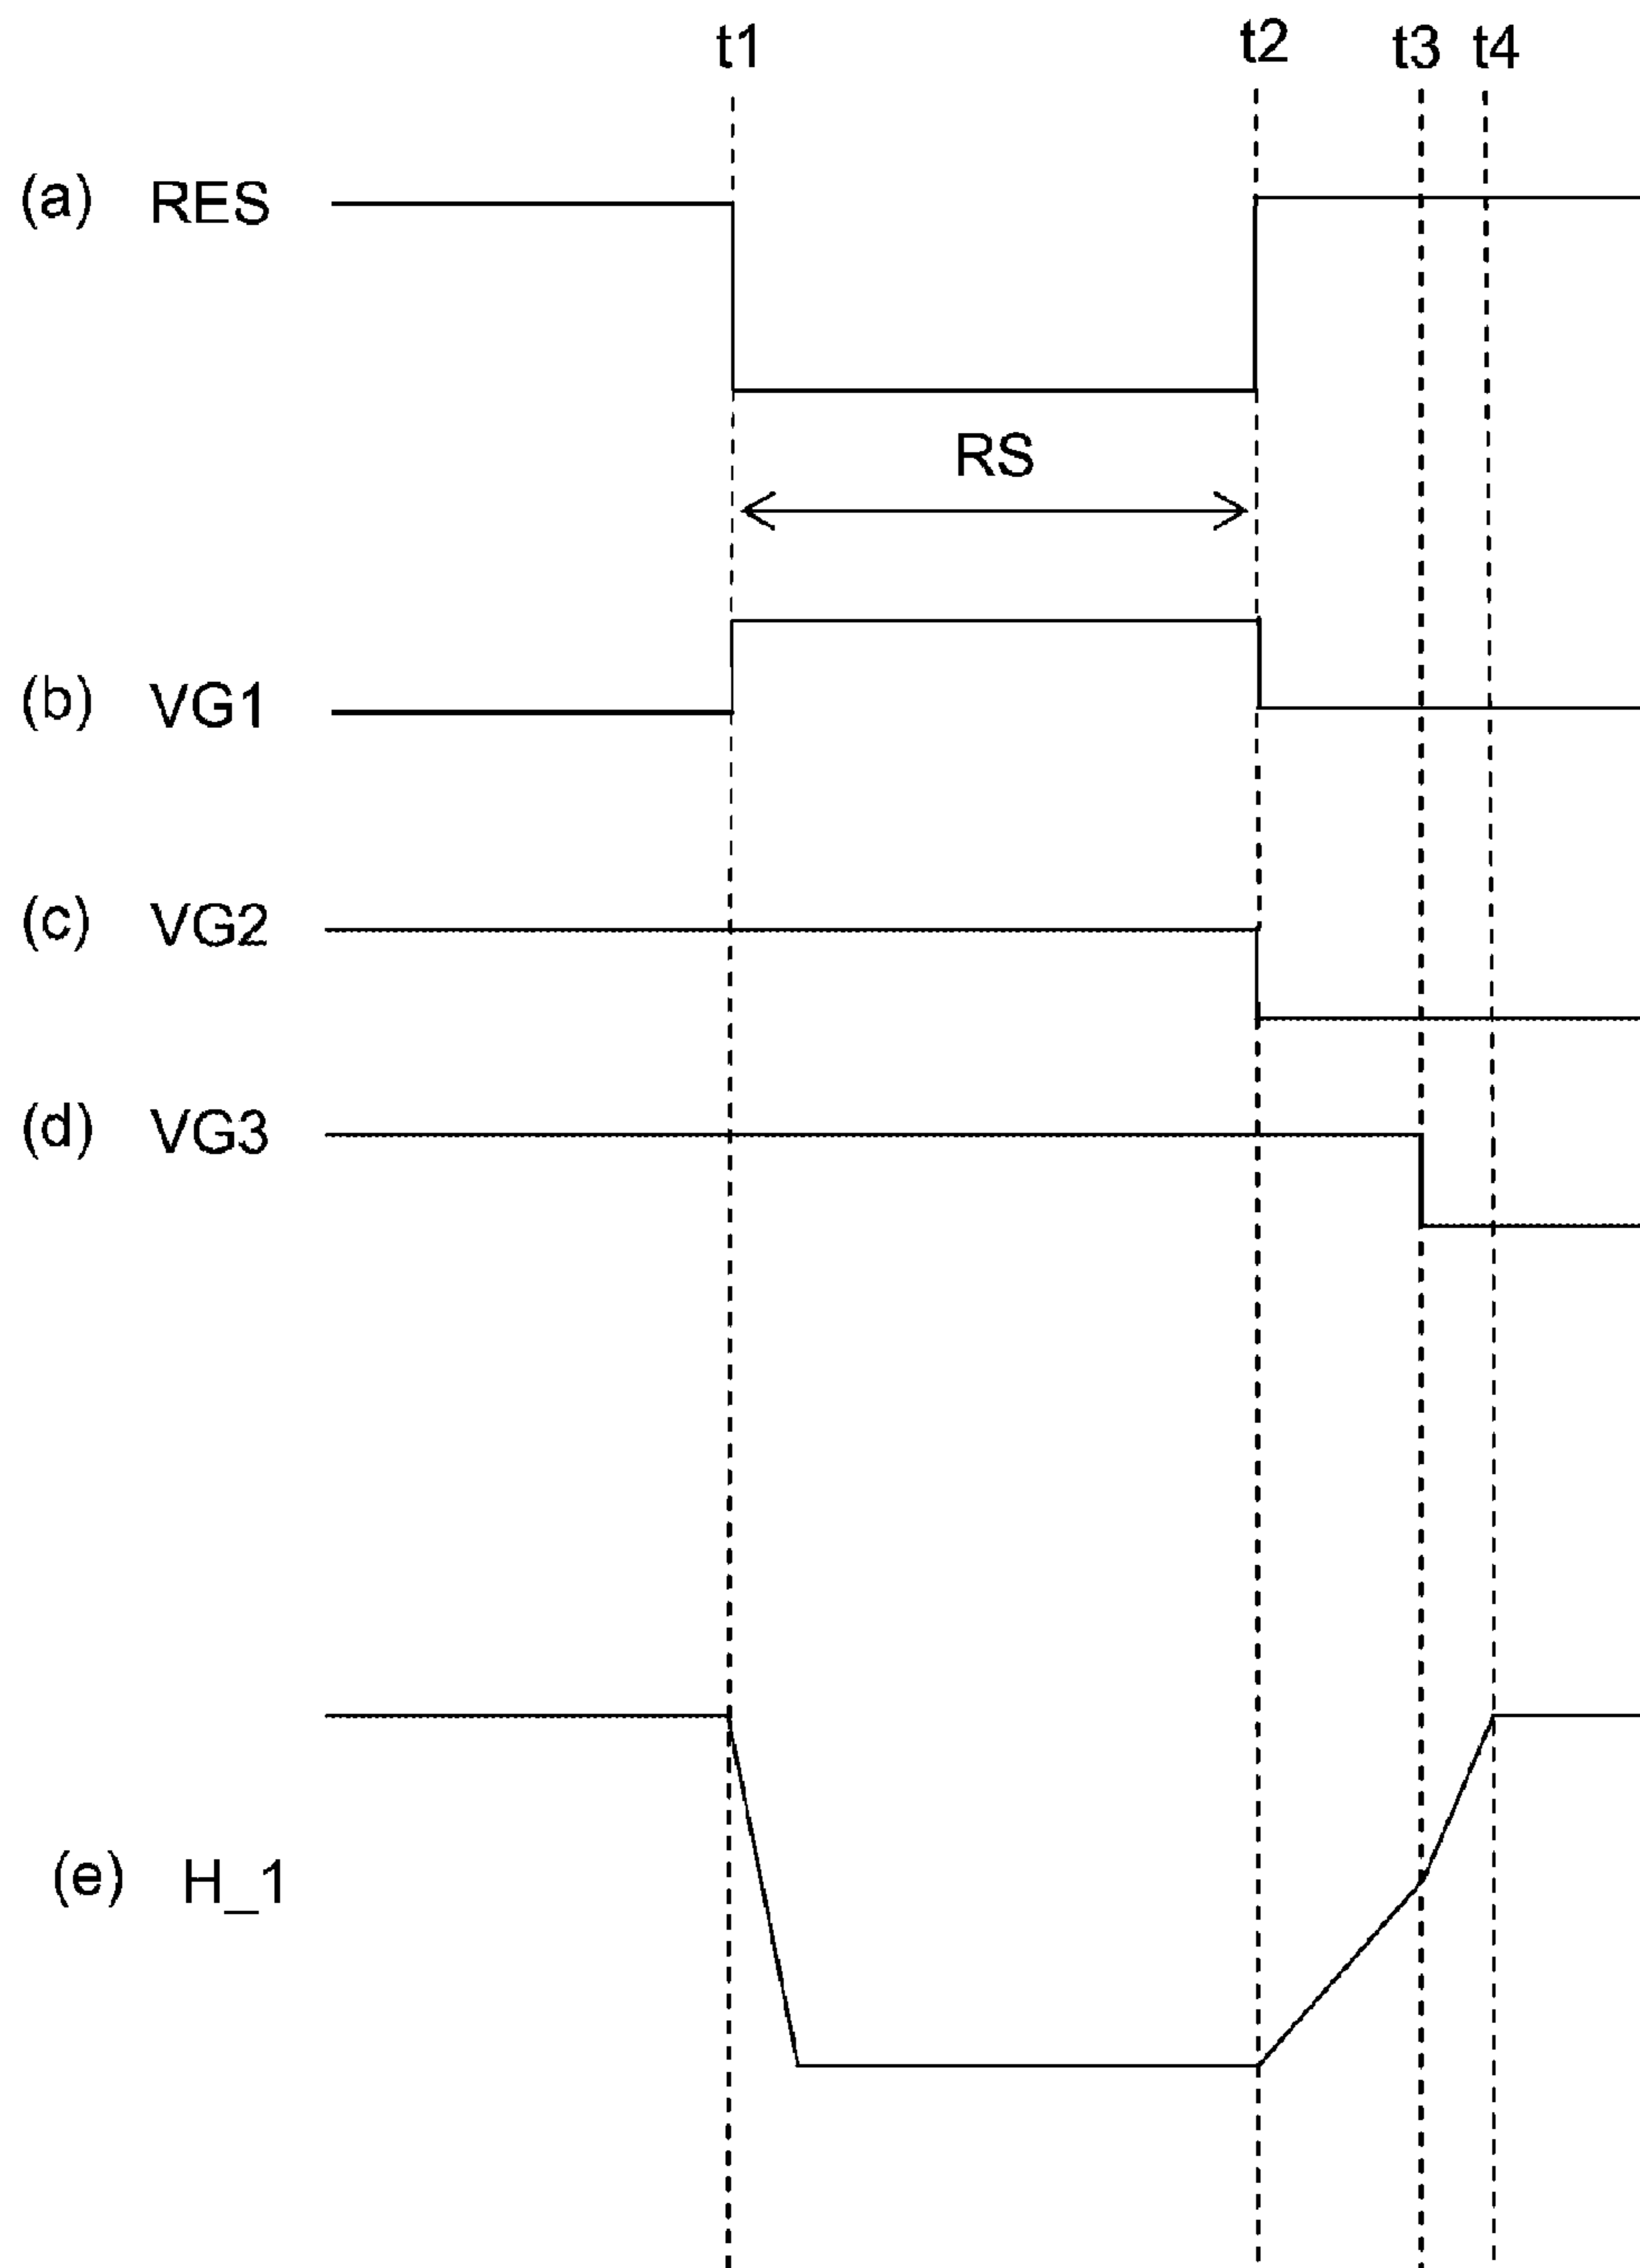 t1 t2 t3 t4
(a) RES
RS
(b) VG1
(c) VG2
(d) VG3
(e) H_1